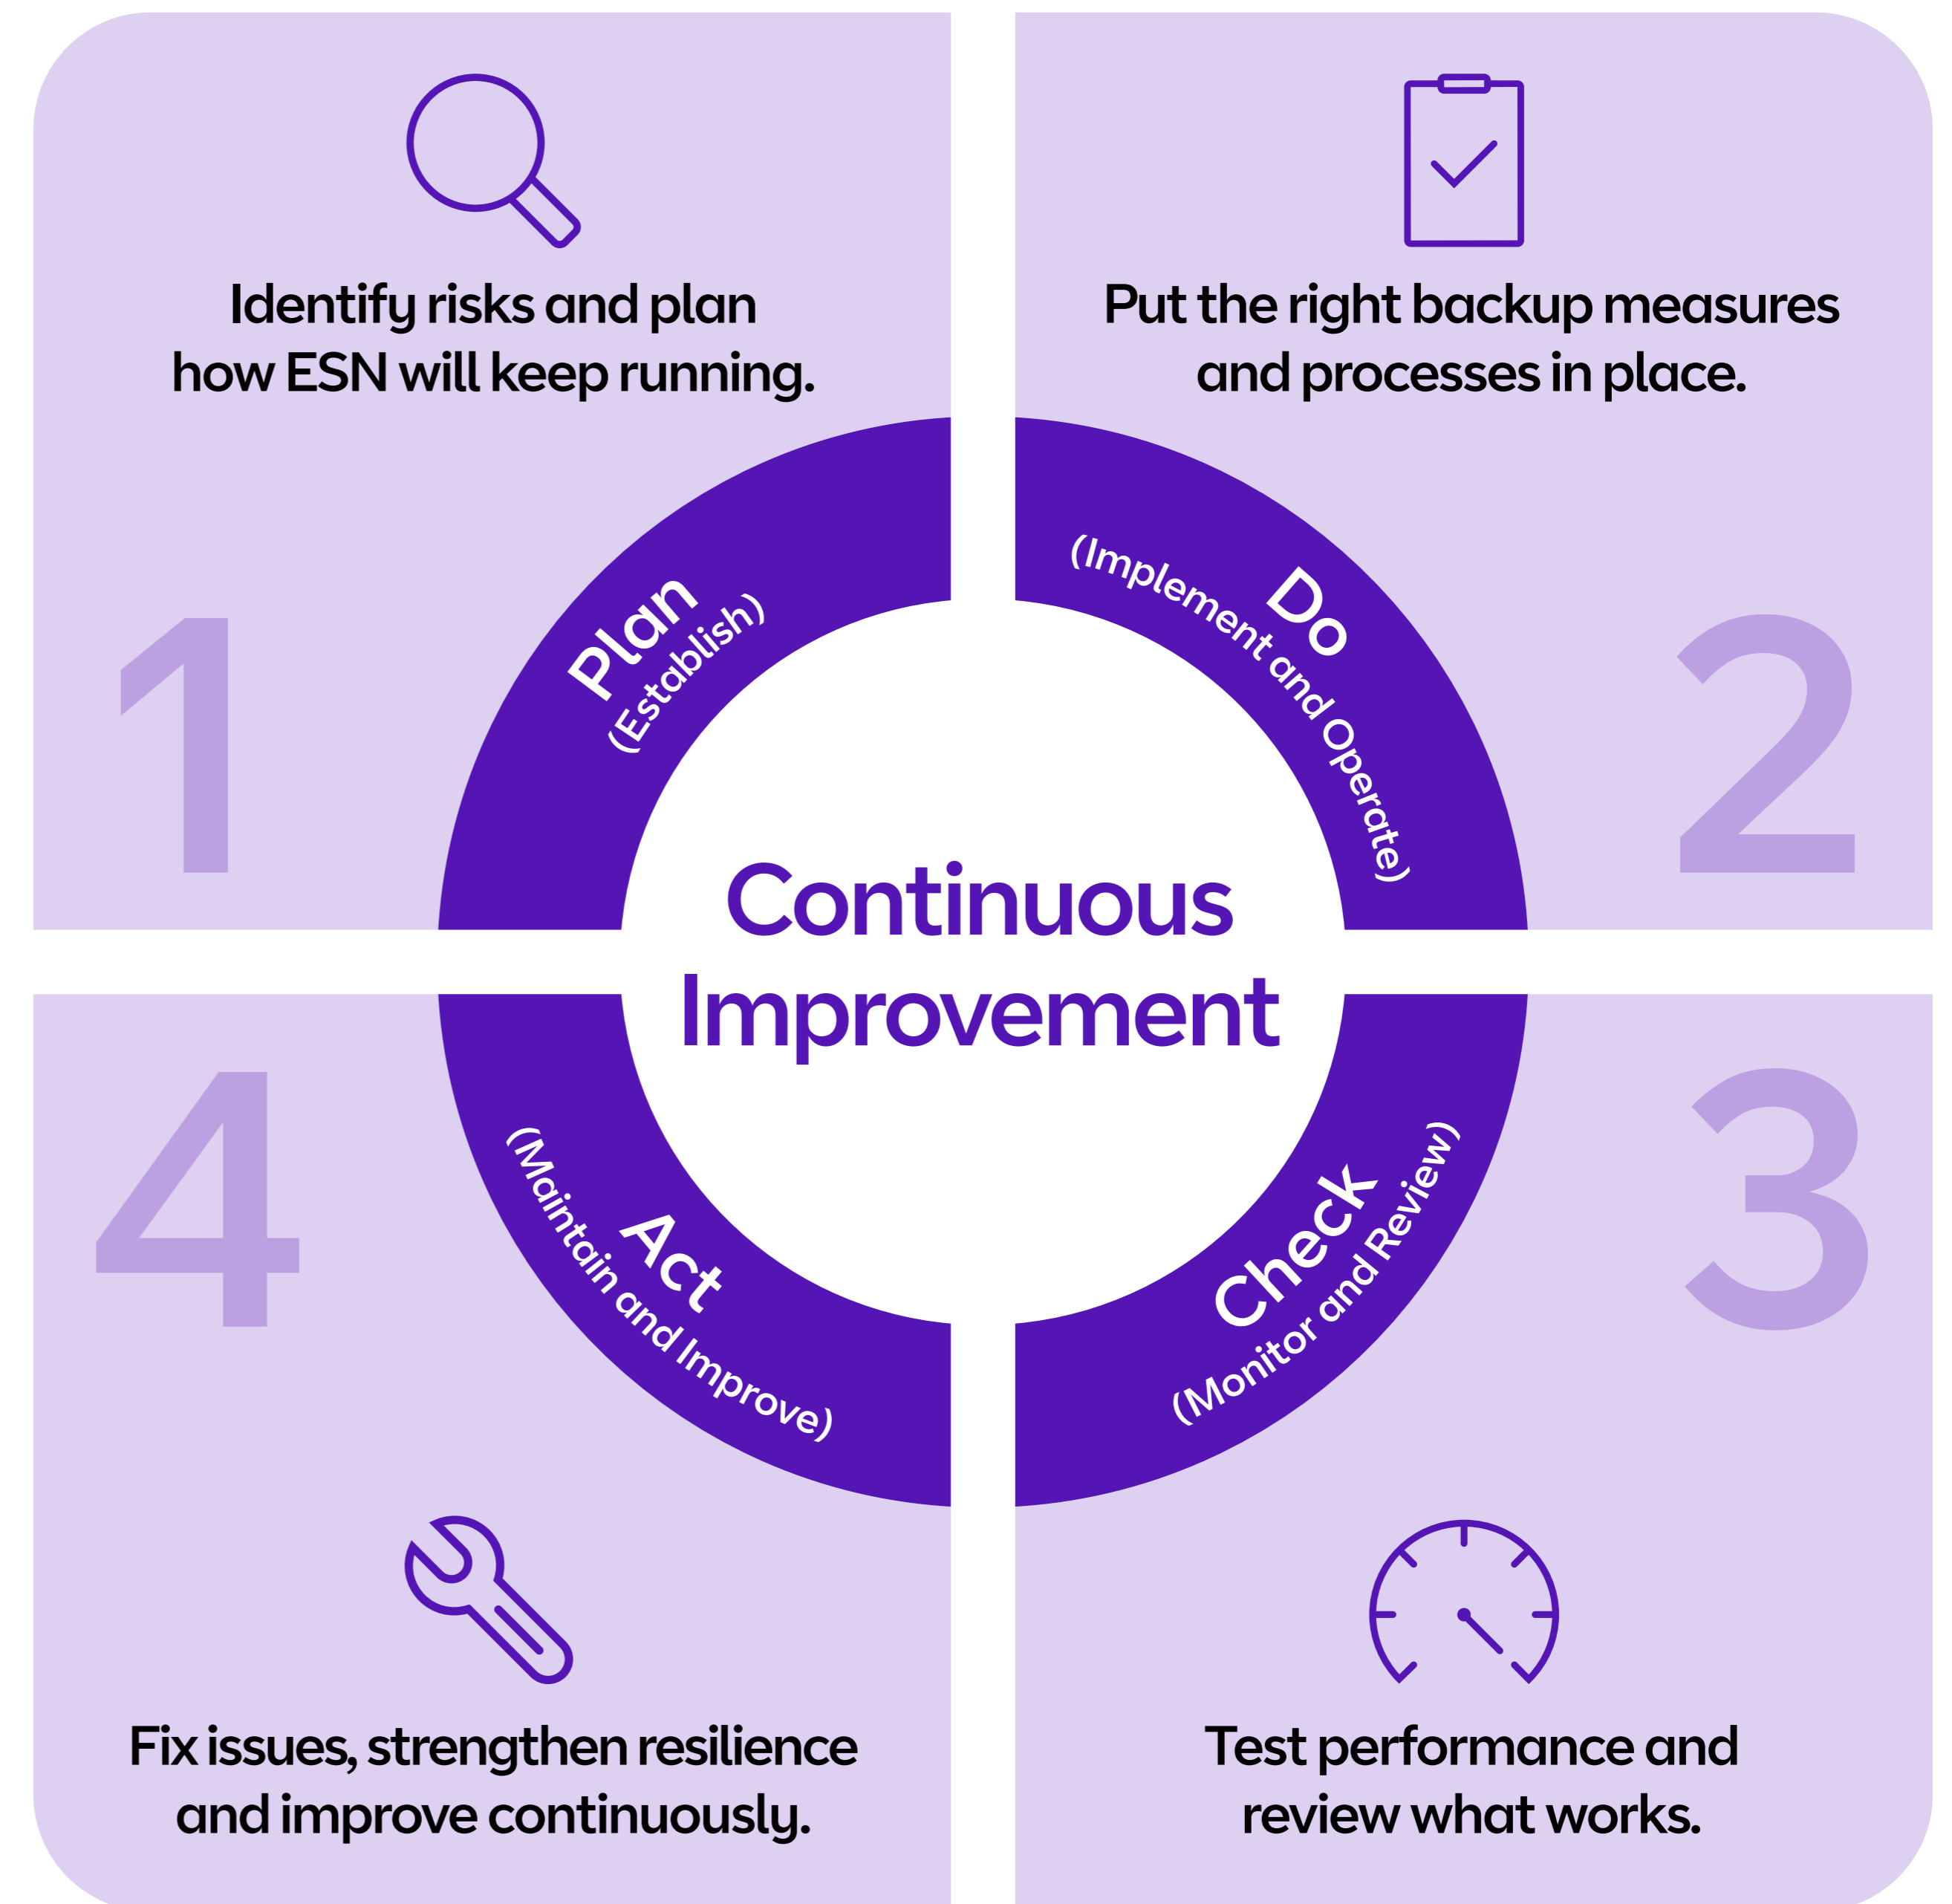 Identify risks and plan
how ESN will keep running.
1
Plan
(Establish)
Put the right backup measures
and processes in place.
2
Do
(Implement and Operate)
Continuous
Improvement
3
Check
(Monitor and Review)
Test performance and
review what works.
4
Act
(Maintain and Improve)
Fix issues, strengthen resilience
and improve continuously.